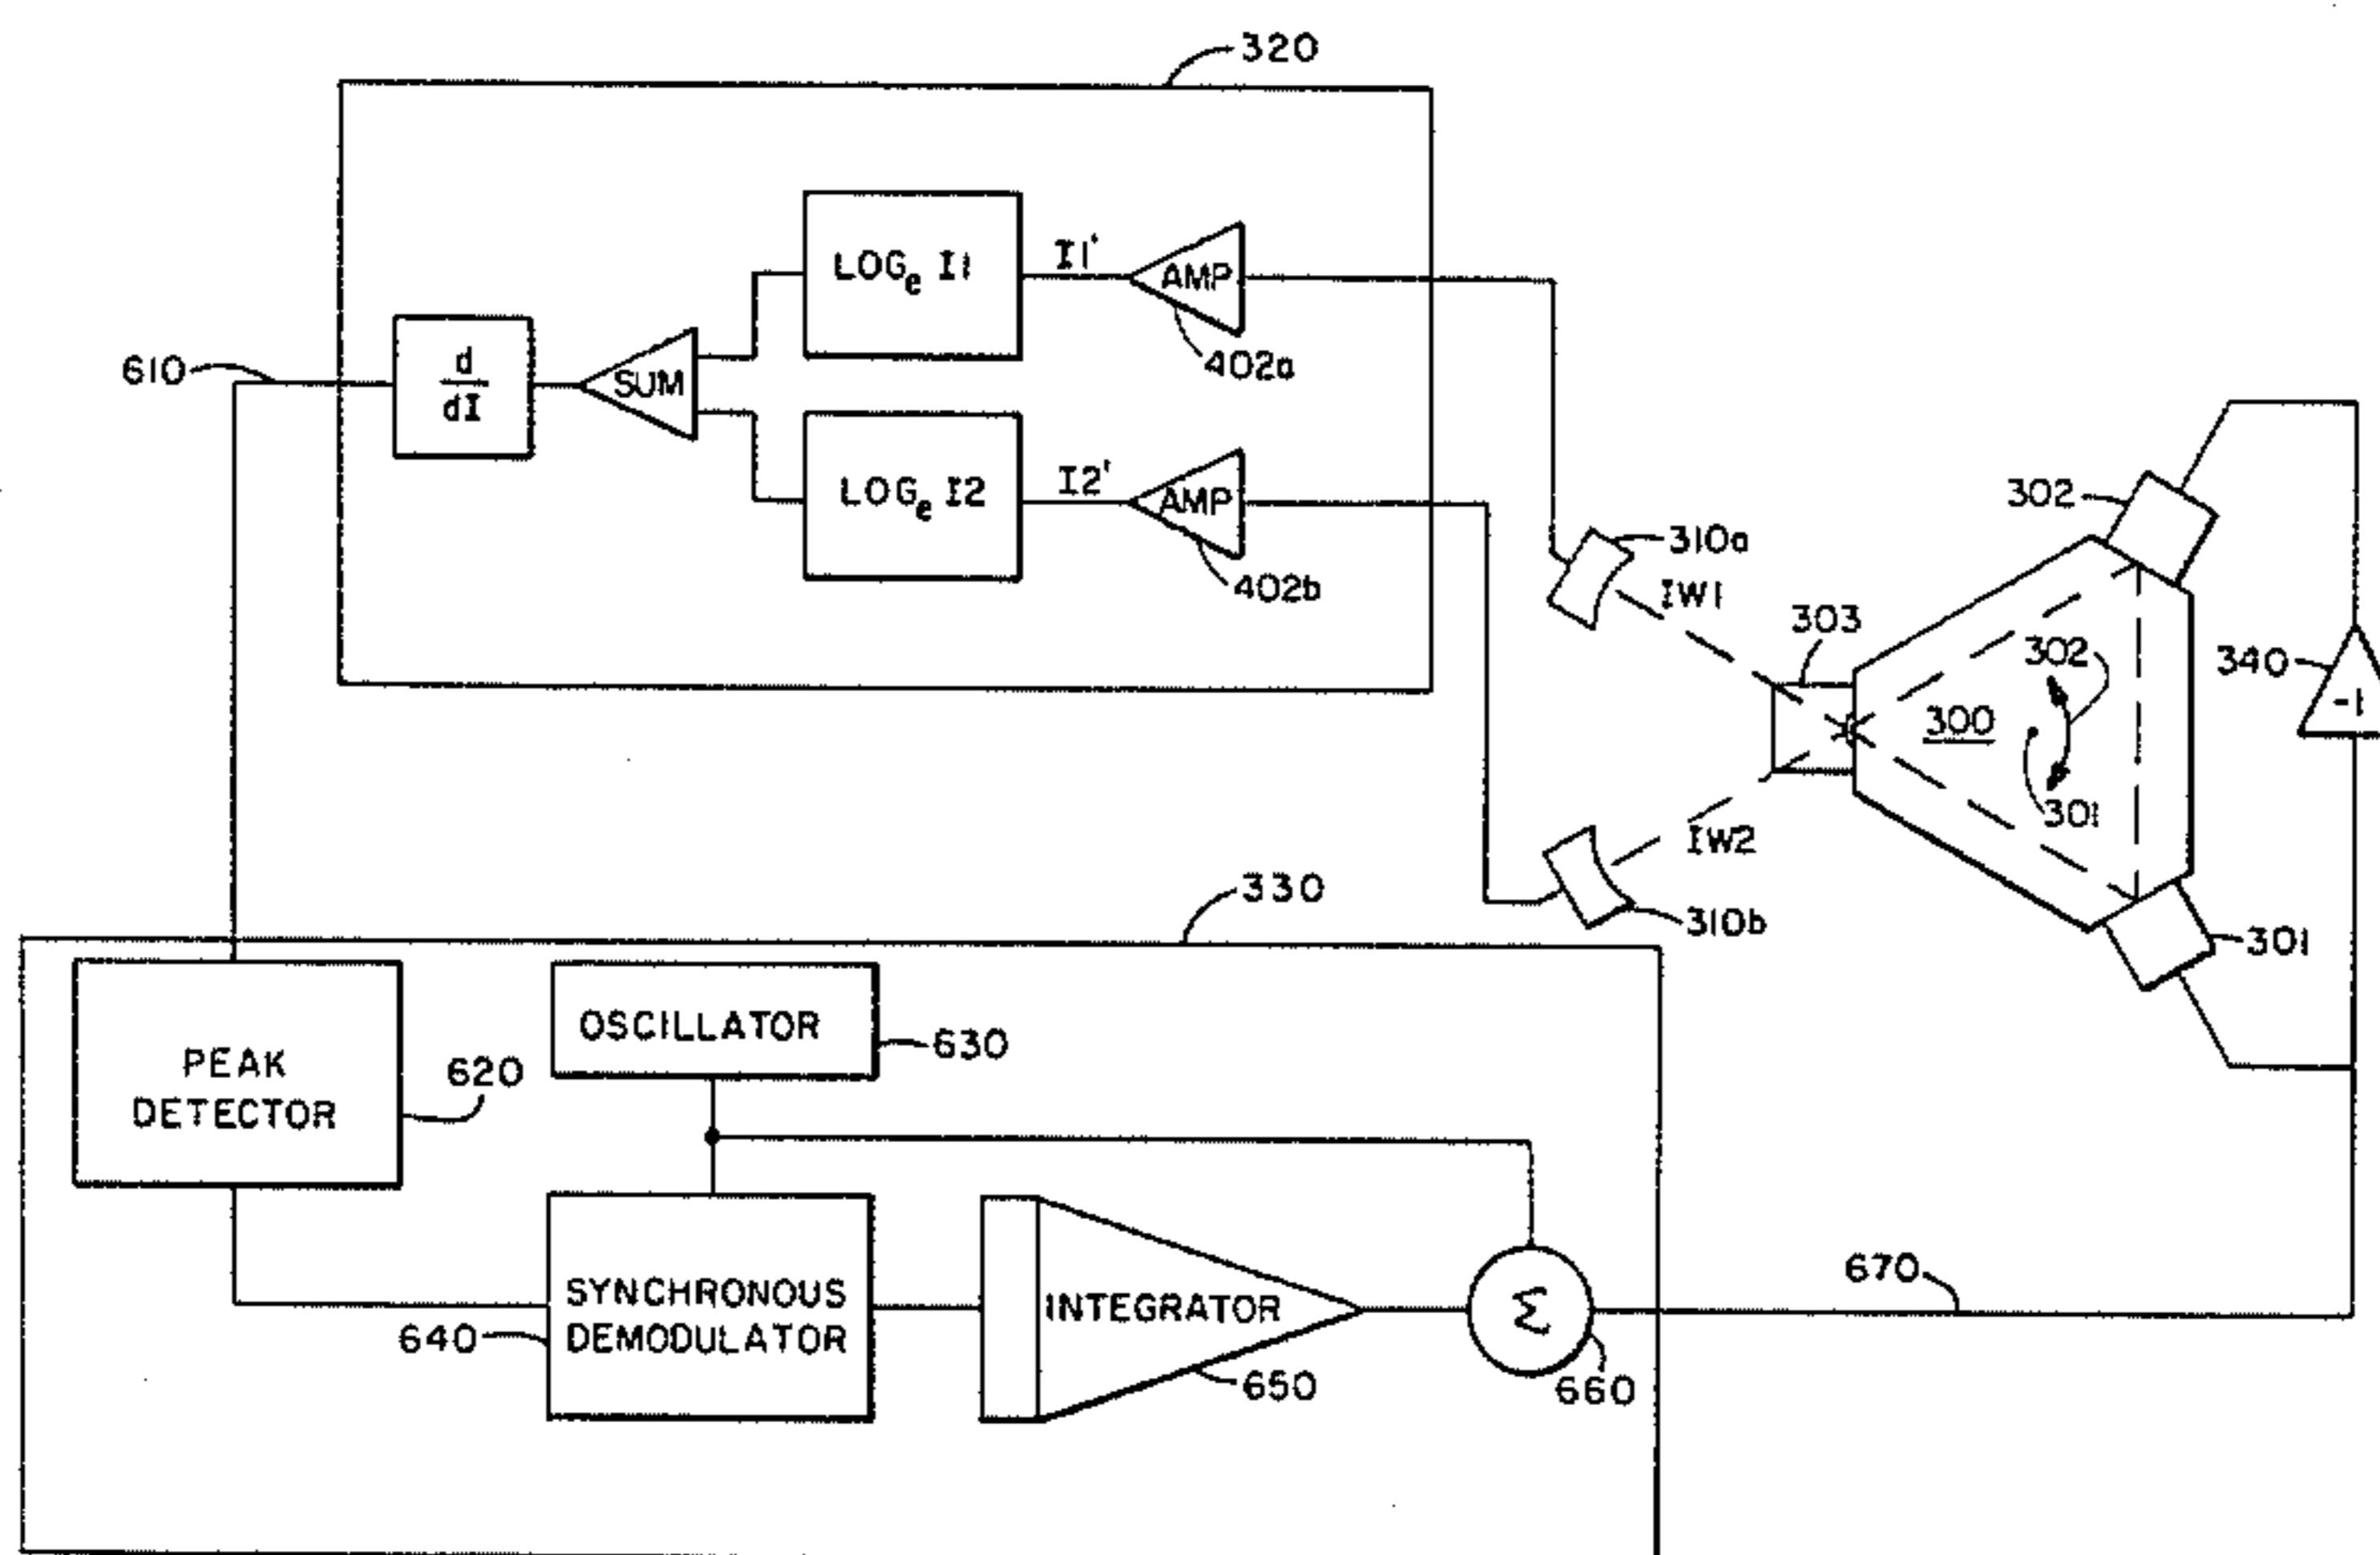 320
LOGe I1
I1'
AMP
402a
610
d
dI
SUM
LOGe I2
I2'
AMP
402b
310a
IW1
303
302
302
300
301
340
-1
IW2
310b
301
330
PEAK
DETECTOR
620
OSCILLATOR
630
SYNCHRONOUS
DEMODULATOR
640
INTEGRATOR
650
Σ
660
670